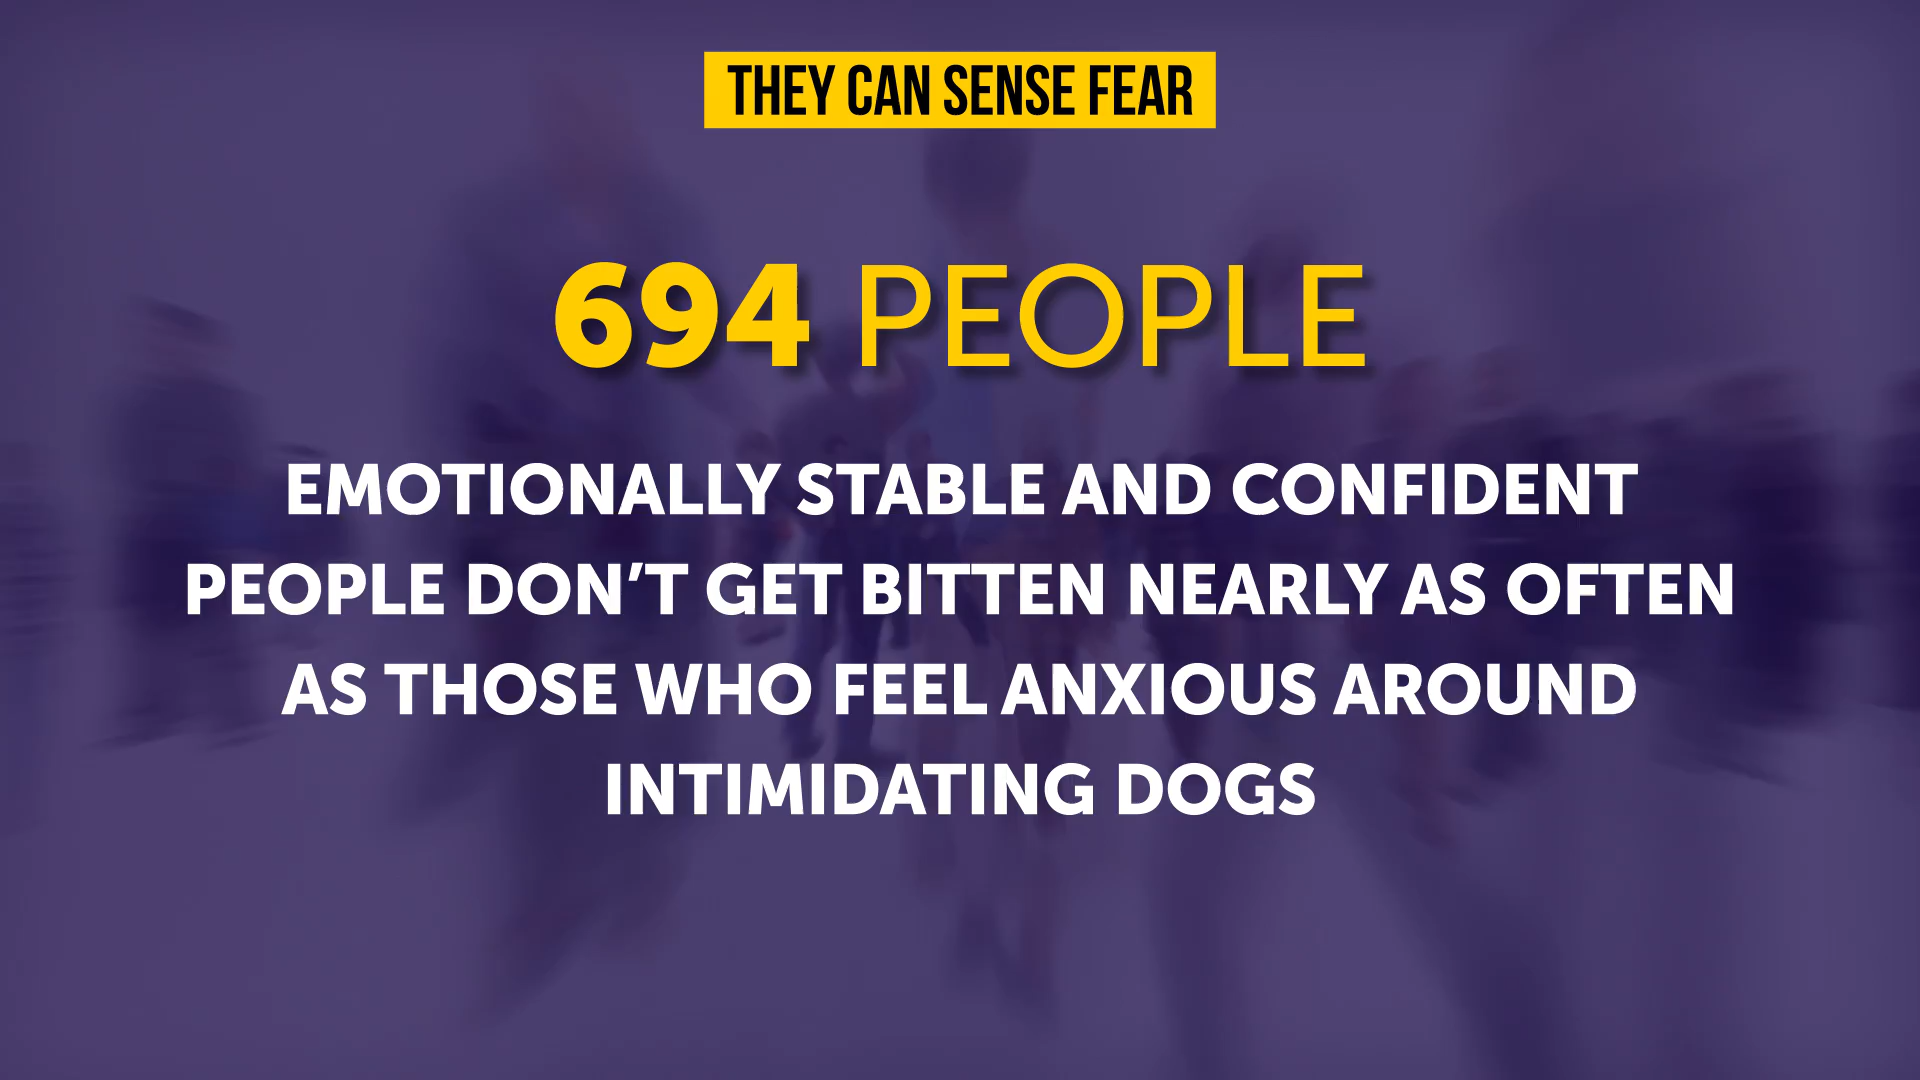 THEY CAN SENSE FEAR
694 PEOPLE
EMOTIONALLY STABLE AND CONFIDENT
PEOPLE DON’T GET BITTEN NEARLY AS OFTEN
AS THOSE WHO FEEL ANXIOUS AROUND
INTIMIDATING DOGS